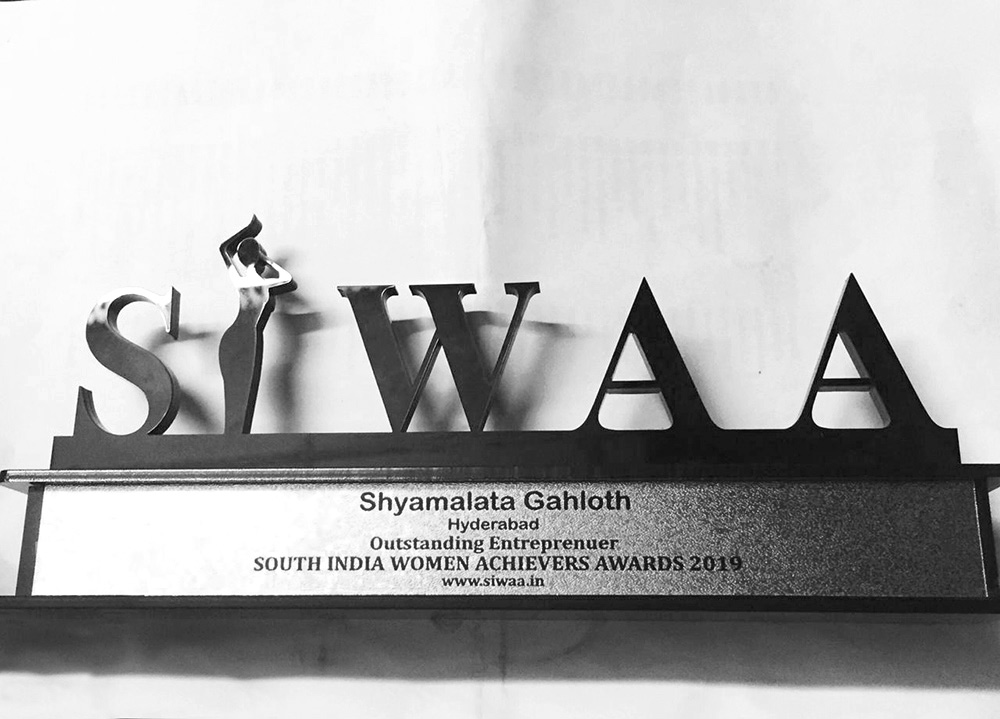 SIWAA
Shyamalata Gahloth
Hyderabad
Outstanding Entreprenuer
SOUTH INDIA WOMEN ACHIEVERS AWARDS 2019
www.siwaa.in